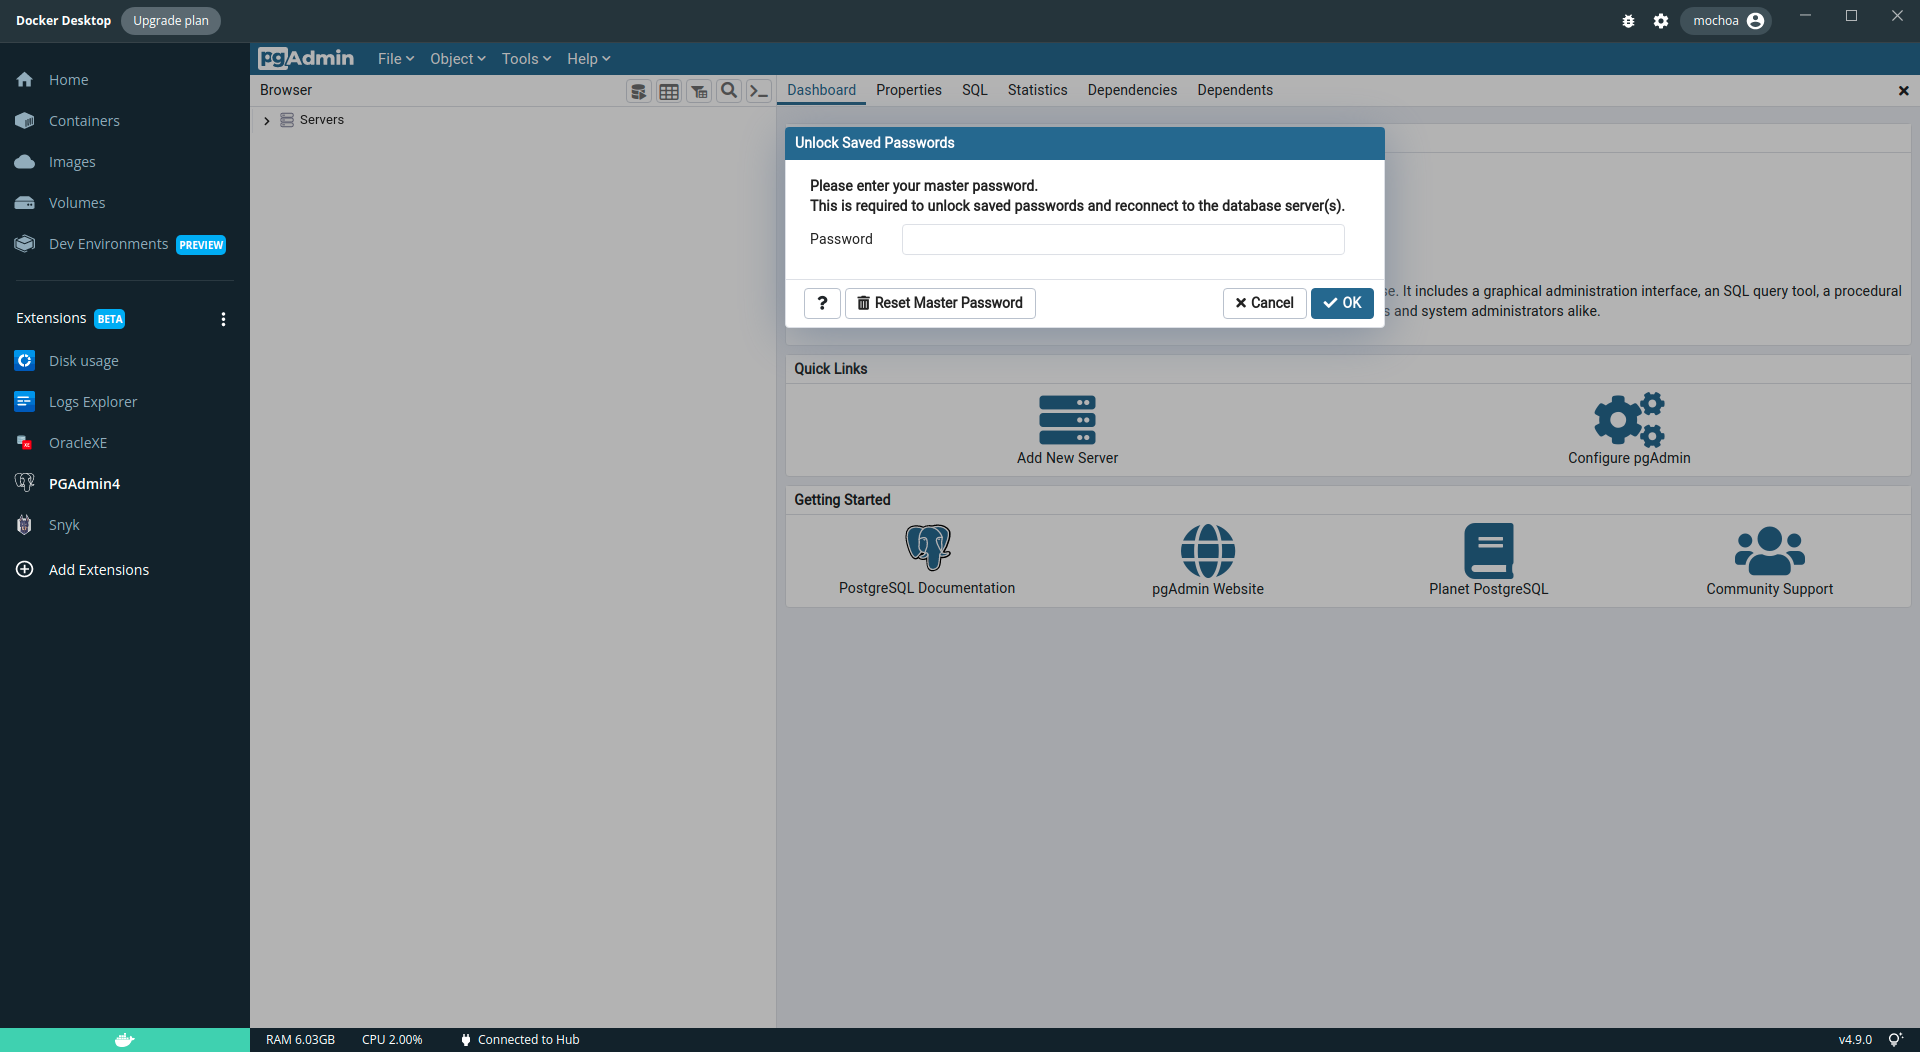 Docker Desktop Upgrade plan mochoa
Home
Containers
Images
Volumes
Dev Environments PREVIEW
Extensions BETA
Disk usage
Logs Explorer
OracleXE
PGAdmin4
Snyk
Add Extensions
pgAdmin File Object Tools Help
Browser
Servers
Dashboard Properties SQL Statistics Dependencies Dependents
Unlock Saved Passwords
Please enter your master password.
This is required to unlock saved passwords and reconnect to the database server(s).
Password
? Reset Master Password Cancel OK
se. It includes a graphical administration interface, an SQL query tool, a procedural
s and system administrators alike.
Quick Links
Add New Server Configure pgAdmin
Getting Started
PostgreSQL Documentation pgAdmin Website Planet PostgreSQL Community Support
RAM 6.03GB CPU 2.00% Connected to Hub v4.9.0